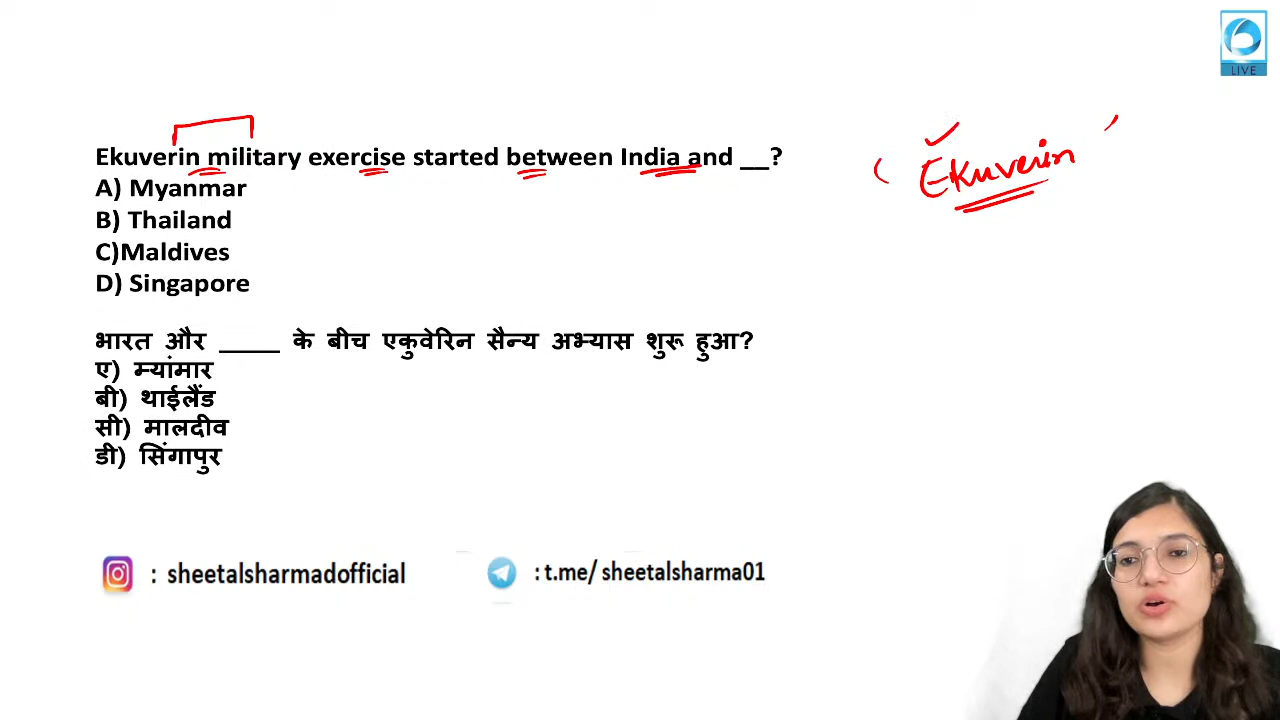 LIVE
Ekuverin military exercise started between India and __?
A) Myanmar
B) Thailand
C)Maldives
D) Singapore
( Ekuverin
भारत और _____ के बीच एकुवेरिन सैन्य अभ्यास शुरू हुआ?
ए) म्यांमार
बी) थाईलैंड
सी) मालदीव
डी) सिंगापुर
: sheetalsharmadofficial
: t.me/ sheetalsharma01